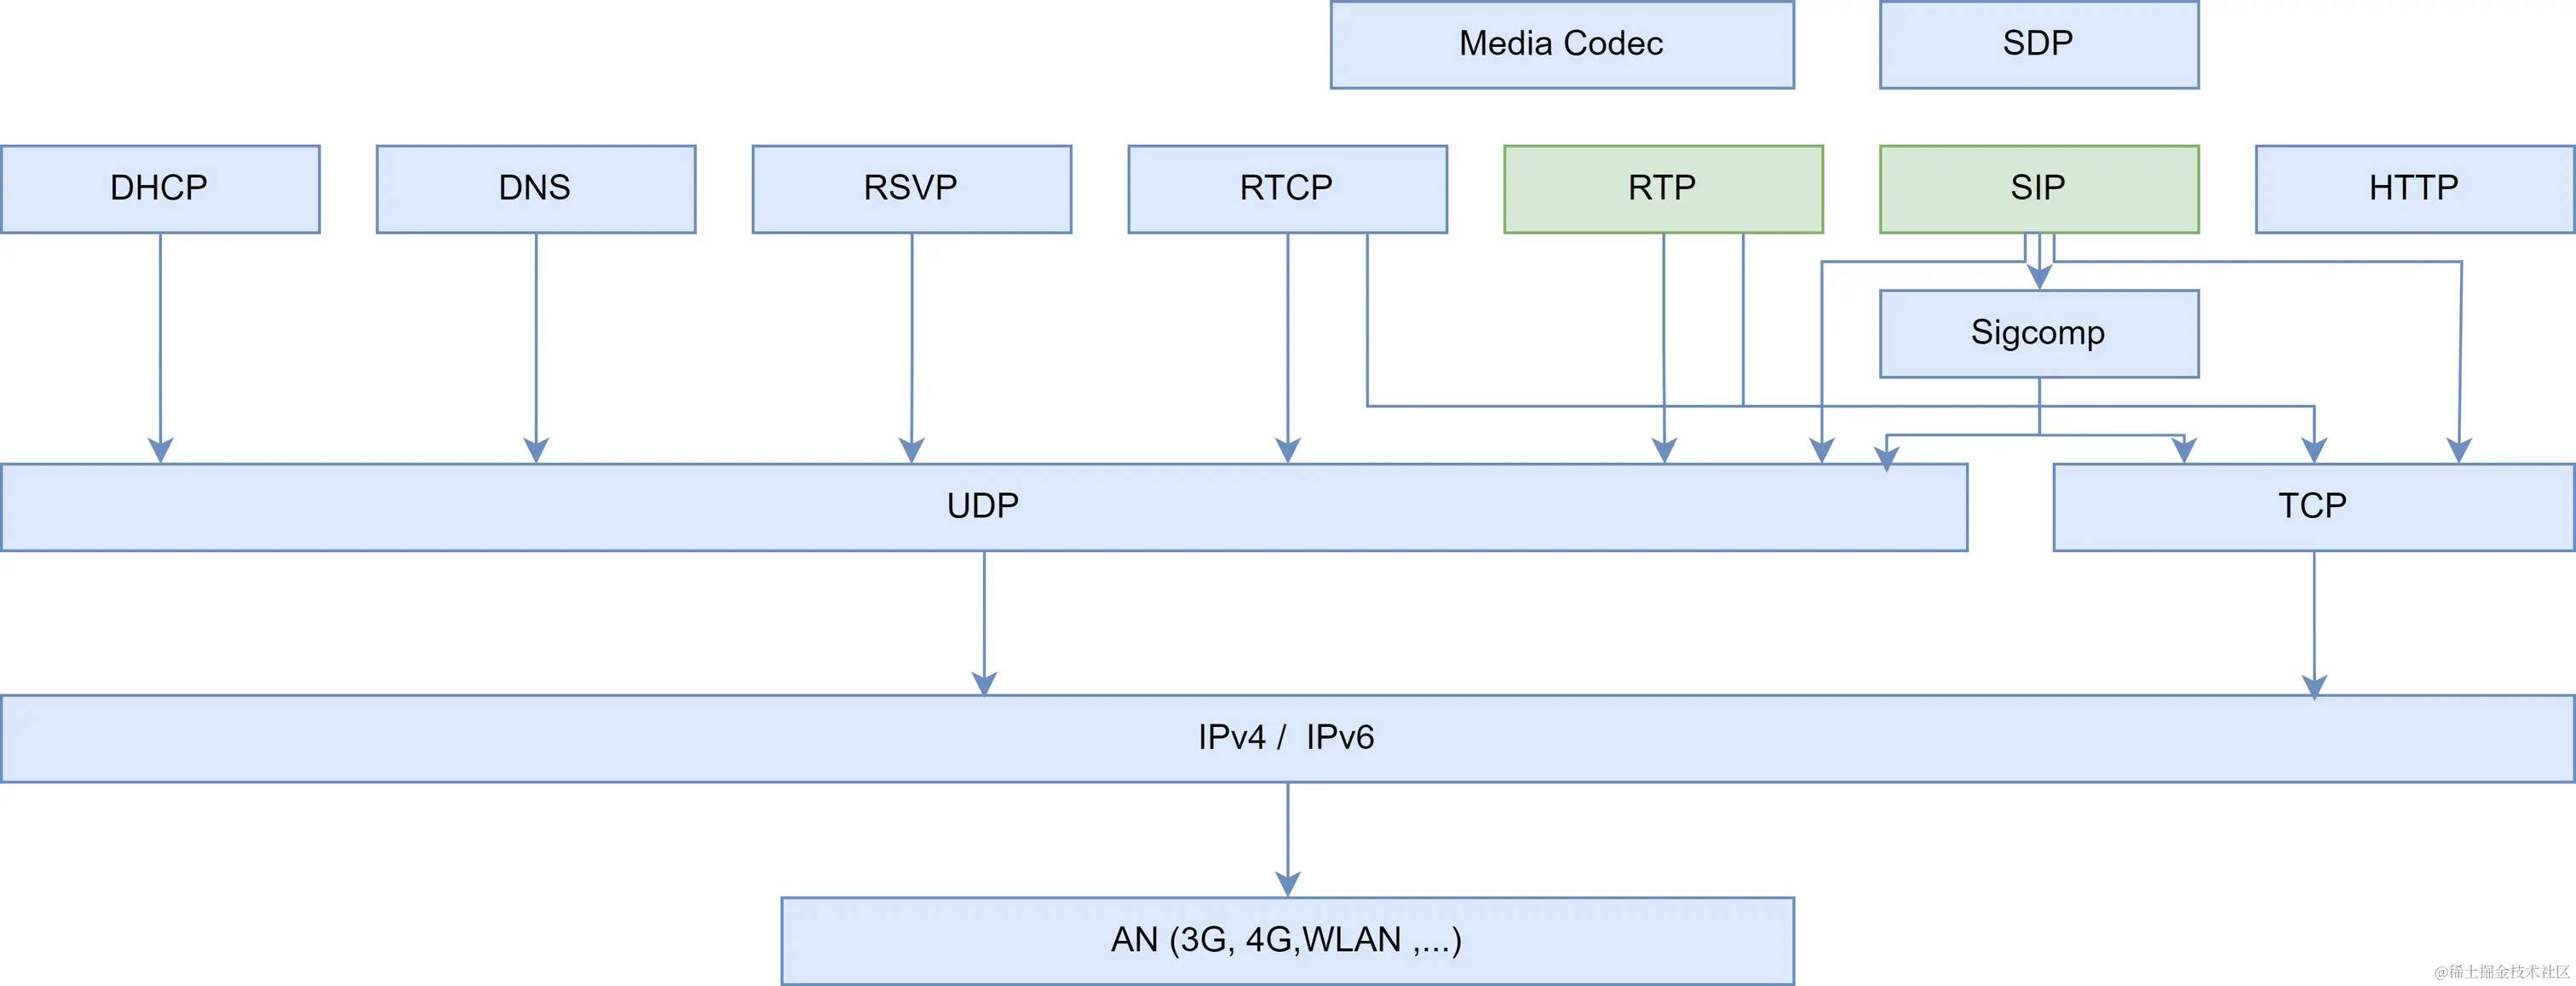 Media Codec
SDP
DHCP
DNS
RSVP
RTCP
RTP
SIP
HTTP
Sigcomp
UDP
TCP
IPv4 /  IPv6
AN (3G, 4G,WLAN ,...)
@稀土掘金技术社区